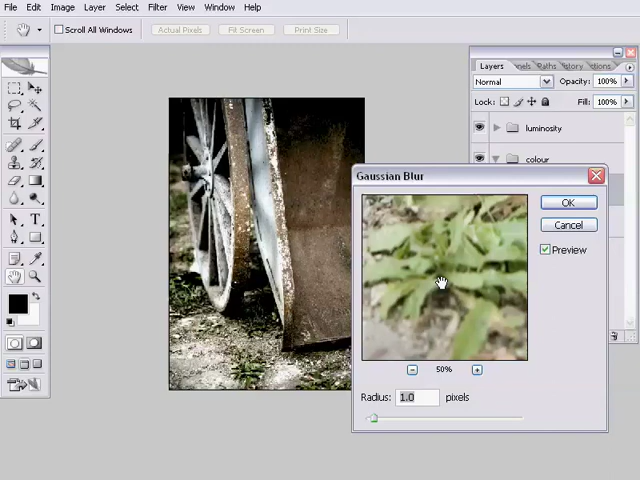 File Edit Image Layer Select Filter View Window Help
Scroll All Windows Actual Pixels Fit Screen Print Size
Layers nnels Paths History ctions
Normal Opacity: 100%
Lock: Fill: 100%
luminosity
colour
Gaussian Blur
OK
Cancel
Preview
50%
Radius: 1.0 pixels